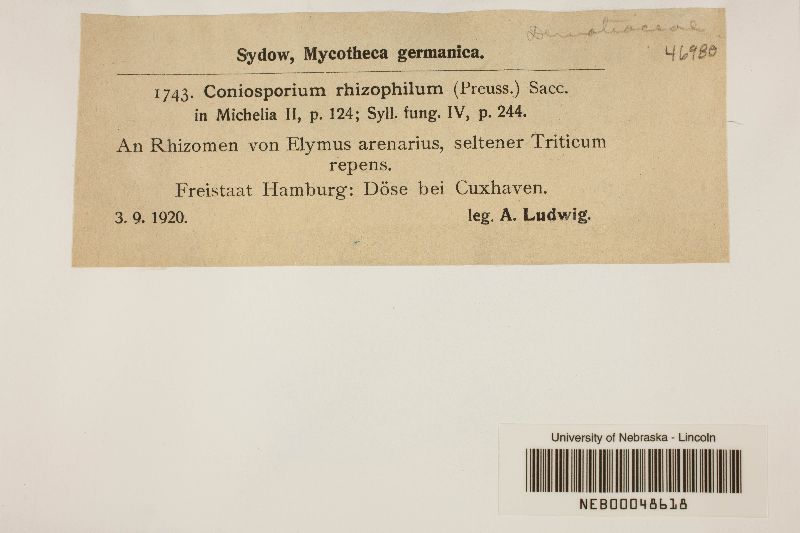 Dematiaceae
46980
Sydow, Mycotheca germanica.
1743. Coniosporium rhizophilum (Preuss.) Sacc.
in Michelia II, p. 124; Syll. fung. IV, p. 244.
An Rhizomen von Elymus arenarius, seltener Triticum
repens.
Freistaat Hamburg: Döse bei Cuxhaven.
3. 9. 1920. leg. A. Ludwig.
University of Nebraska - Lincoln
NEB00048618